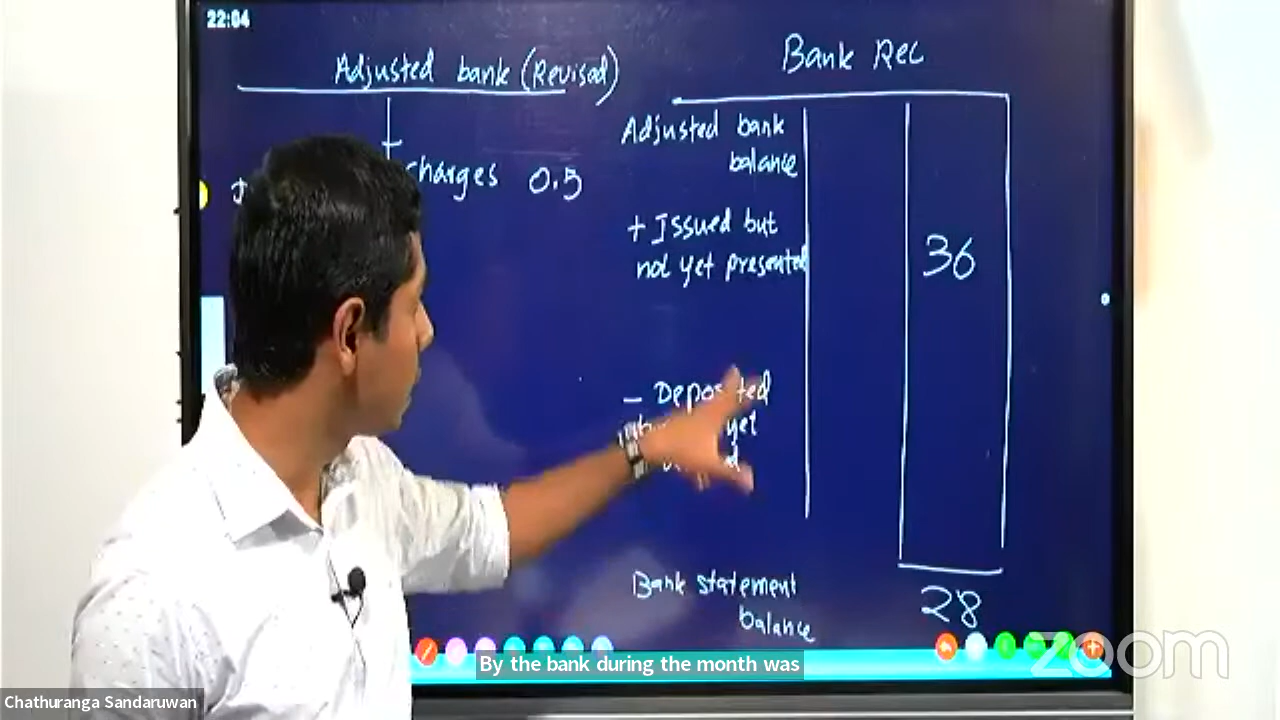 22:04
Adjusted bank (Revised)
charges 0.5
Bank Rec
Adjusted bank
balance
+ Issued but
not yet presented
36
- Deposited
yet
Bank statement
balance
28
By the bank during the month was
zoom
Chathuranga Sandaruwan